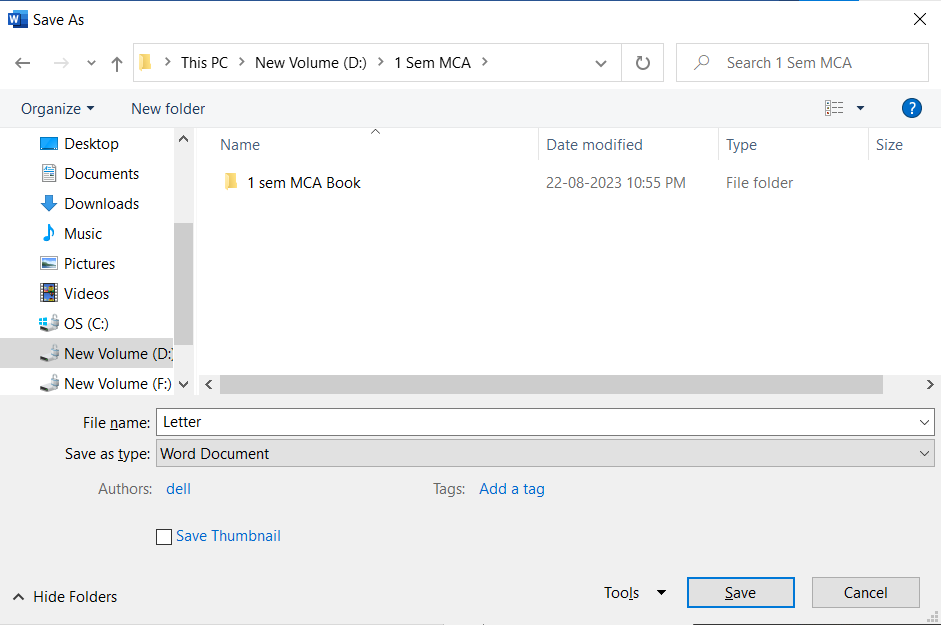 Save As
This PC New Volume (D:) 1 Sem MCA
Search 1 Sem MCA
Organize New folder
?
Name Date modified Type Size
1 sem MCA Book 22-08-2023 10:55 PM File folder
Desktop
Documents
Downloads
Music
Pictures
Videos
OS (C:)
New Volume (D:)
New Volume (F:)
File name: Letter
Save as type: Word Document
Authors: dell Tags: Add a tag
Save Thumbnail
Hide Folders Tools Save Cancel